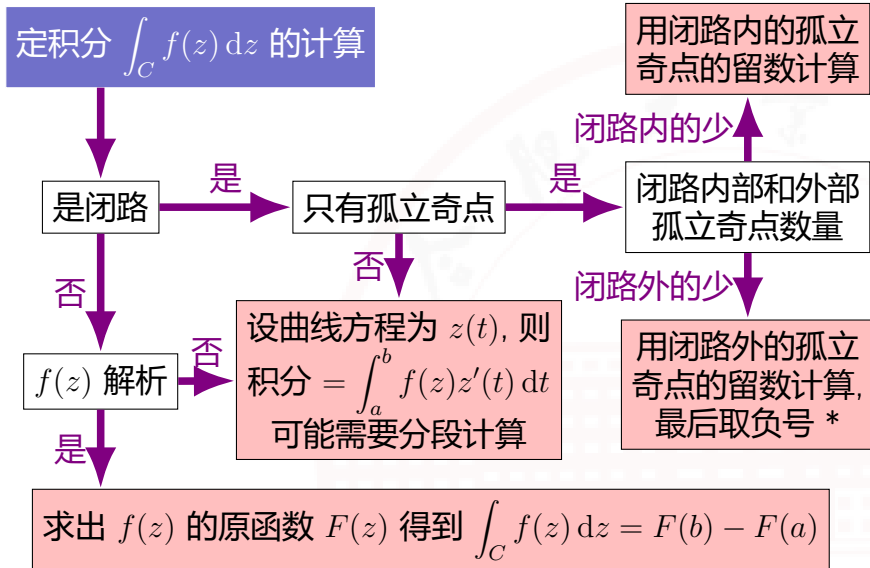 定积分 ∫_C f(z) dz 的计算
用闭路内的孤立
奇点的留数计算
闭路内的少
是闭路
是
只有孤立奇点
是
闭路内部和外部
孤立奇点数量
否
否
闭路外的少
f(z) 解析
否
设曲线方程为 z(t), 则
积分 = ∫_a^b f(z)z′(t) dt
可能需要分段计算
用闭路外的孤立
奇点的留数计算,
最后取负号 *
是
求出 f(z) 的原函数 F(z) 得到 ∫_C f(z) dz = F(b) − F(a)